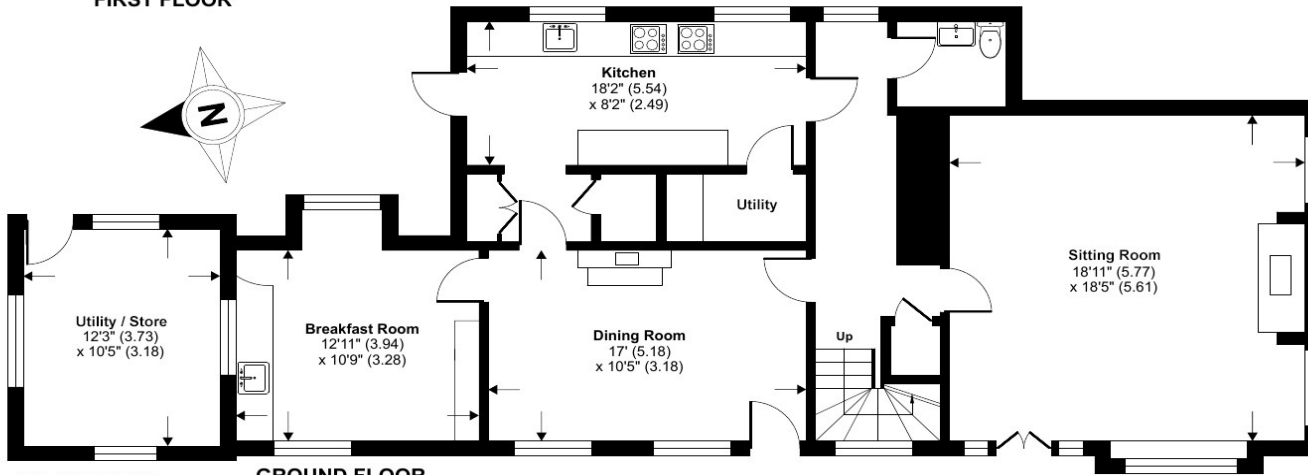 FIRST FLOOR
N
Kitchen
18'2" (5.54)
x 8'2" (2.49)
Utility
Utility / Store
12'3" (3.73)
x 10'5" (3.18)
Breakfast Room
12'11" (3.94)
x 10'9" (3.28)
Dining Room
17' (5.18)
x 10'5" (3.18)
Up
Sitting Room
18'11" (5.77)
x 18'5" (5.61)
GROUND FLOOR